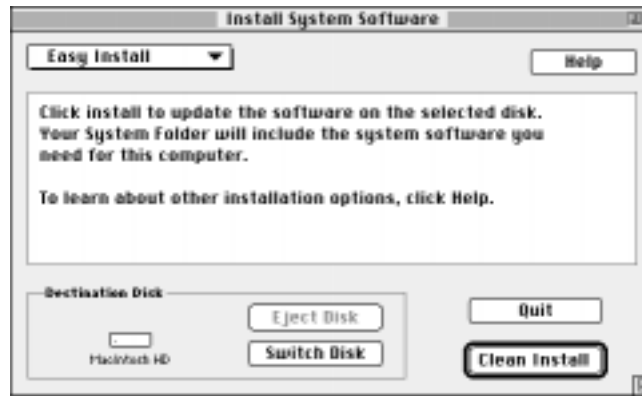 Install System Software
Easy Install
Help
Click install to update the software on the selected disk.
Your System Folder will include the system software you
need for this computer.
To learn about other installation options, click Help.
Destination Disk
Eject Disk
Quit
Macintosh HD
Switch Disk
Clean Install